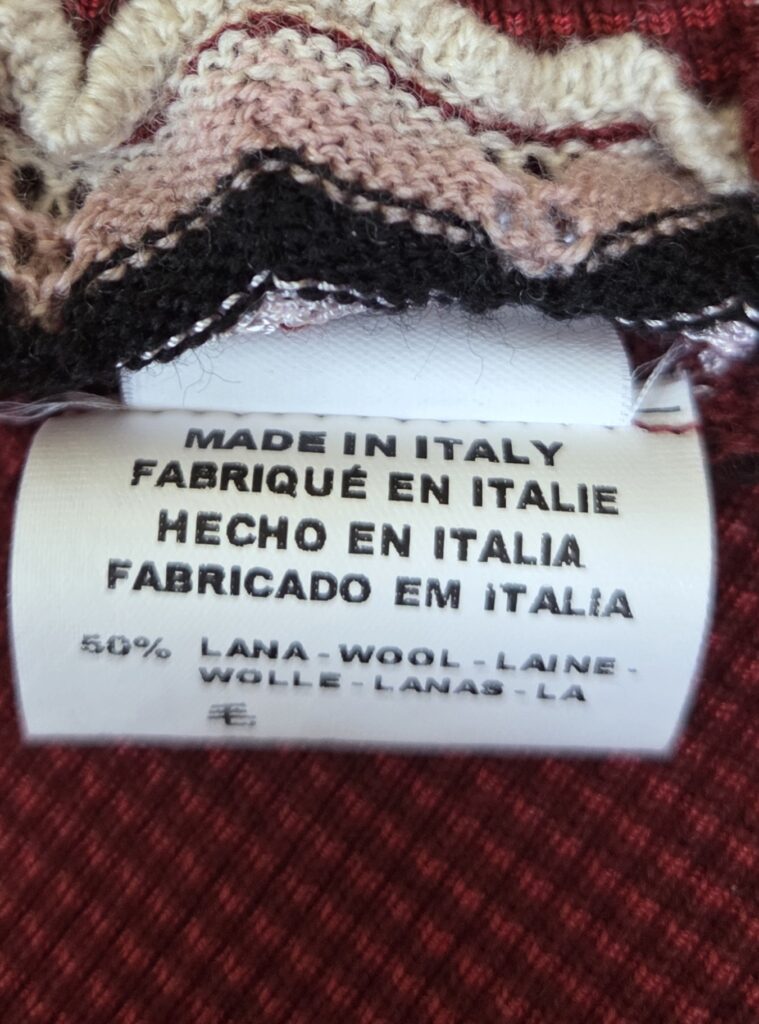 MADE IN ITALY
FABRIQUÉ EN ITALIE
HECHO EN ITALIA
FABRICADO EM ITALIA
50% LANA - WOOL - LAINE -
WOLLE - LANAS - LA